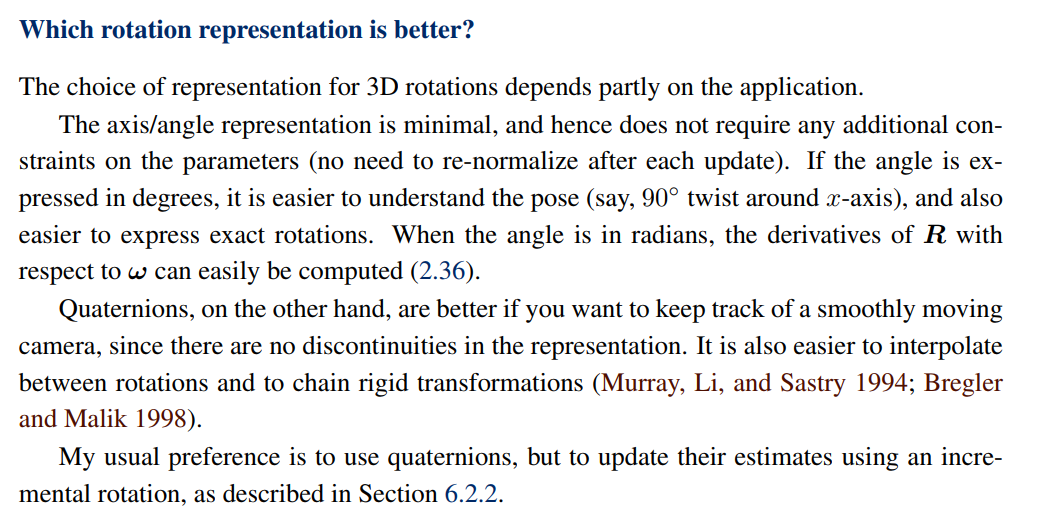 Which rotation representation is better?
The choice of representation for 3D rotations depends partly on the application.
The axis/angle representation is minimal, and hence does not require any additional con-
straints on the parameters (no need to re-normalize after each update). If the angle is ex-
pressed in degrees, it is easier to understand the pose (say, 90° twist around x-axis), and also
easier to express exact rotations. When the angle is in radians, the derivatives of R with
respect to ω can easily be computed (2.36).
Quaternions, on the other hand, are better if you want to keep track of a smoothly moving
camera, since there are no discontinuities in the representation. It is also easier to interpolate
between rotations and to chain rigid transformations (Murray, Li, and Sastry 1994; Bregler
and Malik 1998).
My usual preference is to use quaternions, but to update their estimates using an incre-
mental rotation, as described in Section 6.2.2.